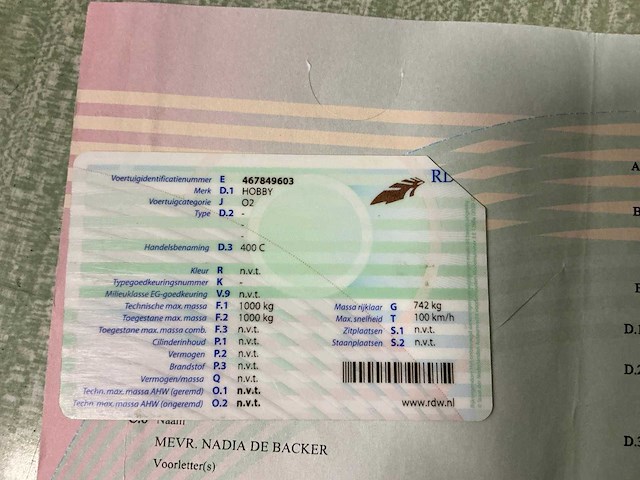 RD
Voertuigidentificatienummer E 467849603
Merk D.1 HOBBY
Voertuigcategorie J O2
Type D.2 -
-
-
Handelsbenaming D.3 400 C
Kleur R n.v.t.
Typegoedkeuringsnummer K -
Milieuklasse EG-goedkeuring V.9 n.v.t.
Technische max. massa F.1 1000 kg Massa rijklaar G 742 kg
Toegestane max. massa F.2 1000 kg Max. snelheid T 100 km/h
Toegestane max. massa comb. F.3 n.v.t. Zitplaatsen S.1 n.v.t.
Cilinderinhoud P.1 n.v.t. Staanplaatsen S.2 n.v.t.
Vermogen P.2 n.v.t.
Brandstof P.3 n.v.t.
Vermogen/massa Q n.v.t.
Techn. max. massa AHW (geremd) O.1 n.v.t.
Techn. max. massa AHW (ongeremd) O.2 n.v.t.
www.rdw.nl
Naam
MEVR. NADIA DE BACKER
Voorletter(s)
A
D.1
D.2
D.3